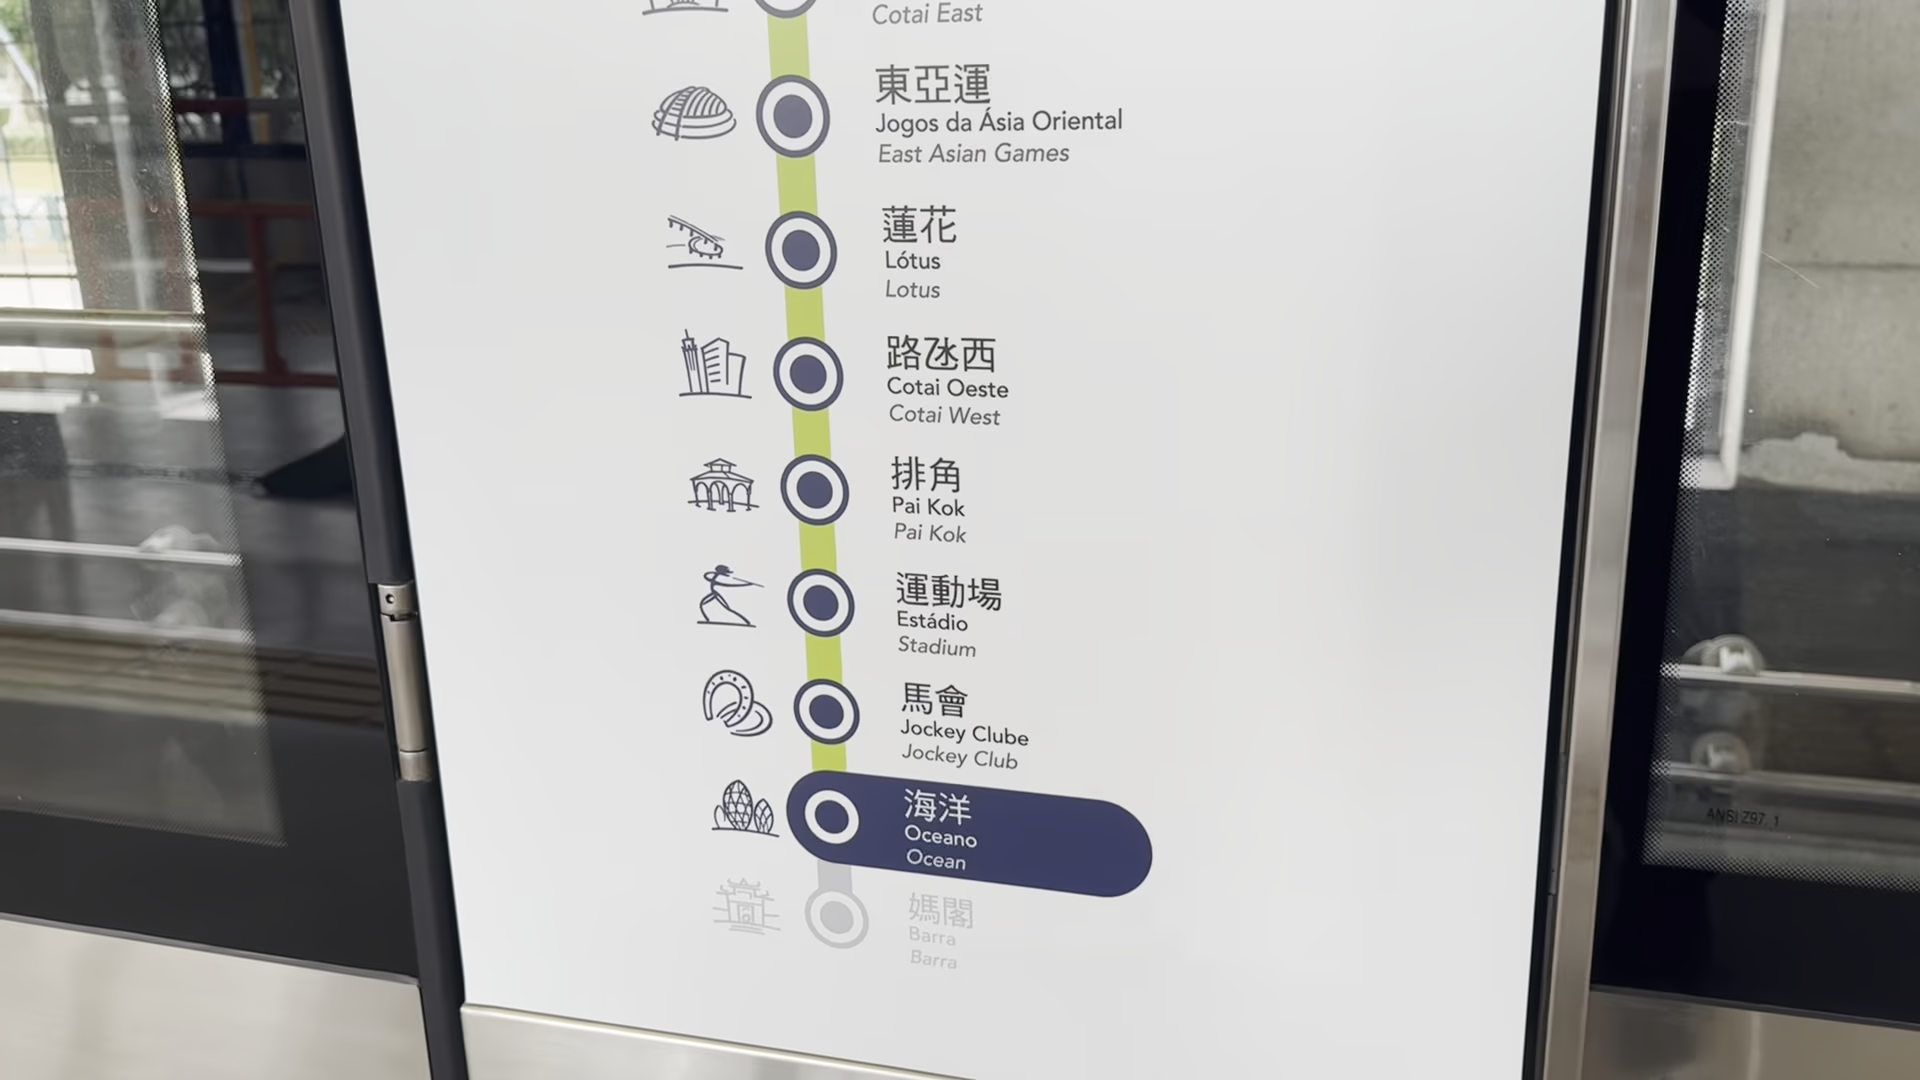 Cotai East
東亞運
Jogos da Ásia Oriental
East Asian Games
蓮花
Lótus
Lotus
路氹西
Cotai Oeste
Cotai West
排角
Pai Kok
Pai Kok
運動場
Estádio
Stadium
馬會
Jockey Clube
Jockey Club
海洋
Oceano
Ocean
媽閣
Barra
Barra
ANSI Z97.1